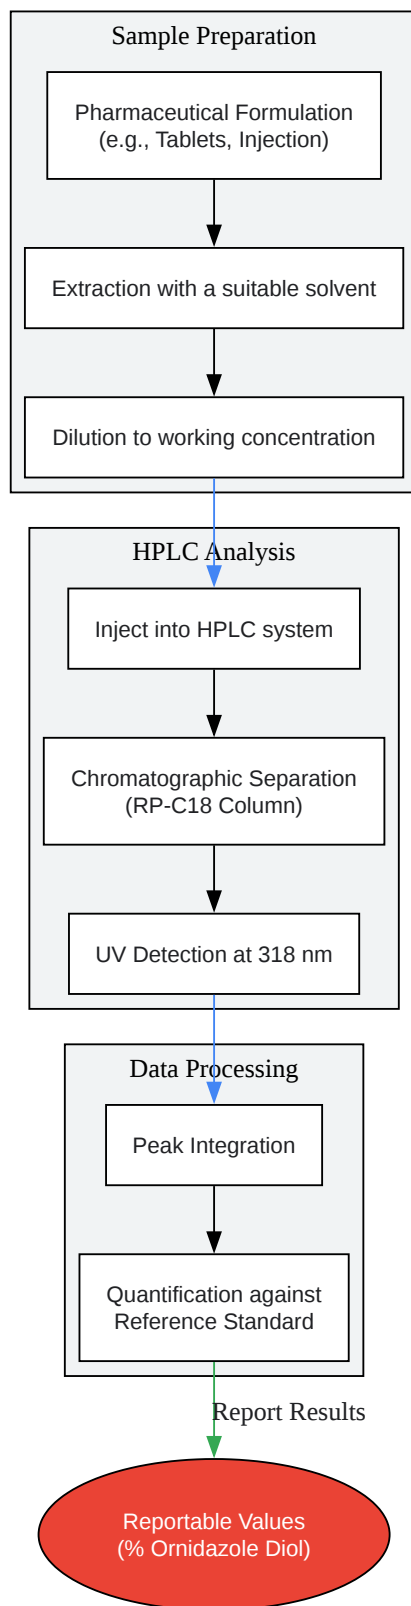 Sample Preparation
Pharmaceutical Formulation
(e.g., Tablets, Injection)
Extraction with a suitable solvent
Dilution to working concentration
HPLC Analysis
Inject into HPLC system
Chromatographic Separation
(RP-C18 Column)
UV Detection at 318 nm
Data Processing
Peak Integration
Quantification against
Reference Standard
Report Results
Reportable Values
(% Ornidazole Diol)